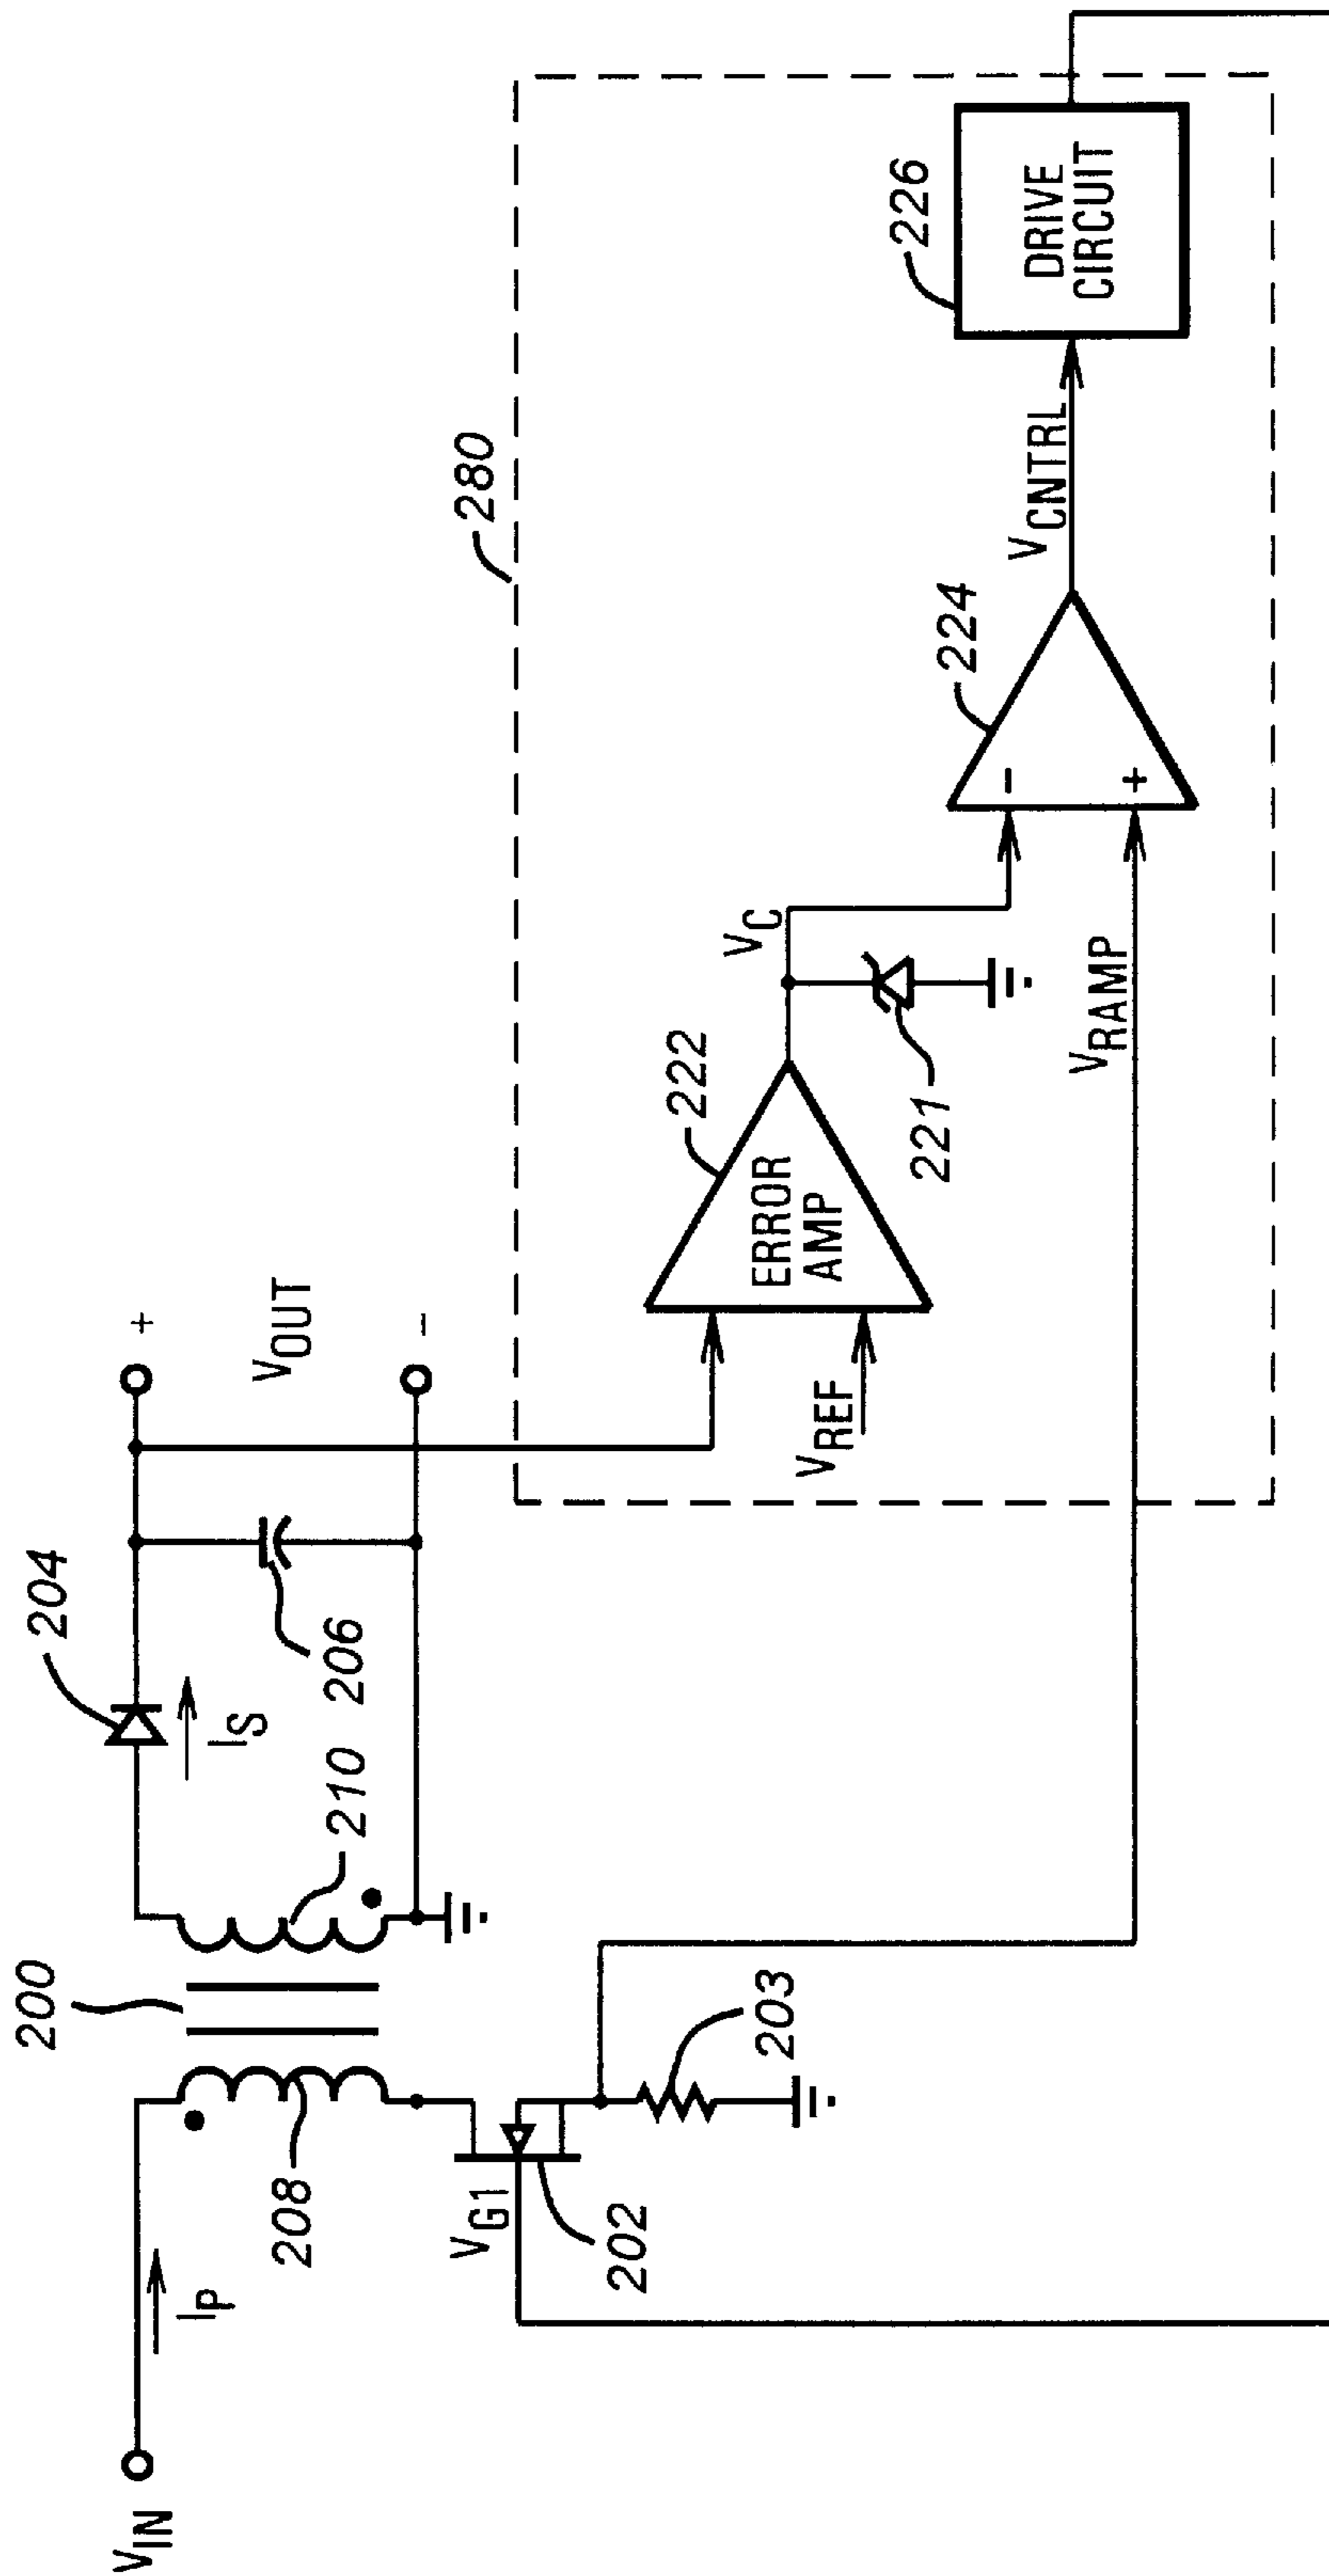 200
204
V_IN
I_P
208
210
I_S
206
+
V_OUT
-
V_G1
202
203
280
V_REF
ERROR
AMP
222
V_C
221
V_RAMP
-
+
224
V_CNTRL
226
DRIVE
CIRCUIT